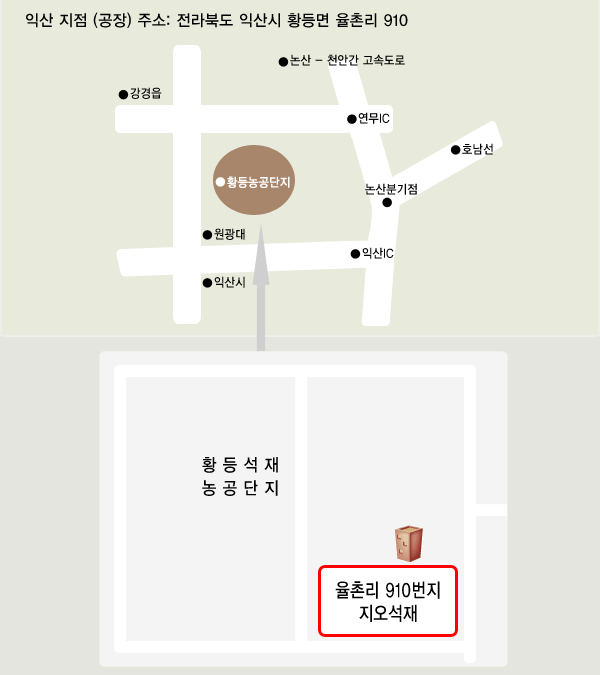 익산 지점 (공장) 주소: 전라북도 익산시 황등면 율촌리 910
논산 – 천안간 고속도로
강경읍
연무IC
호남선
황등농공단지
논산분기점
원광대
익산IC
익산시
황 등 석 재
농 공 단 지
율촌리 910번지
지오석재